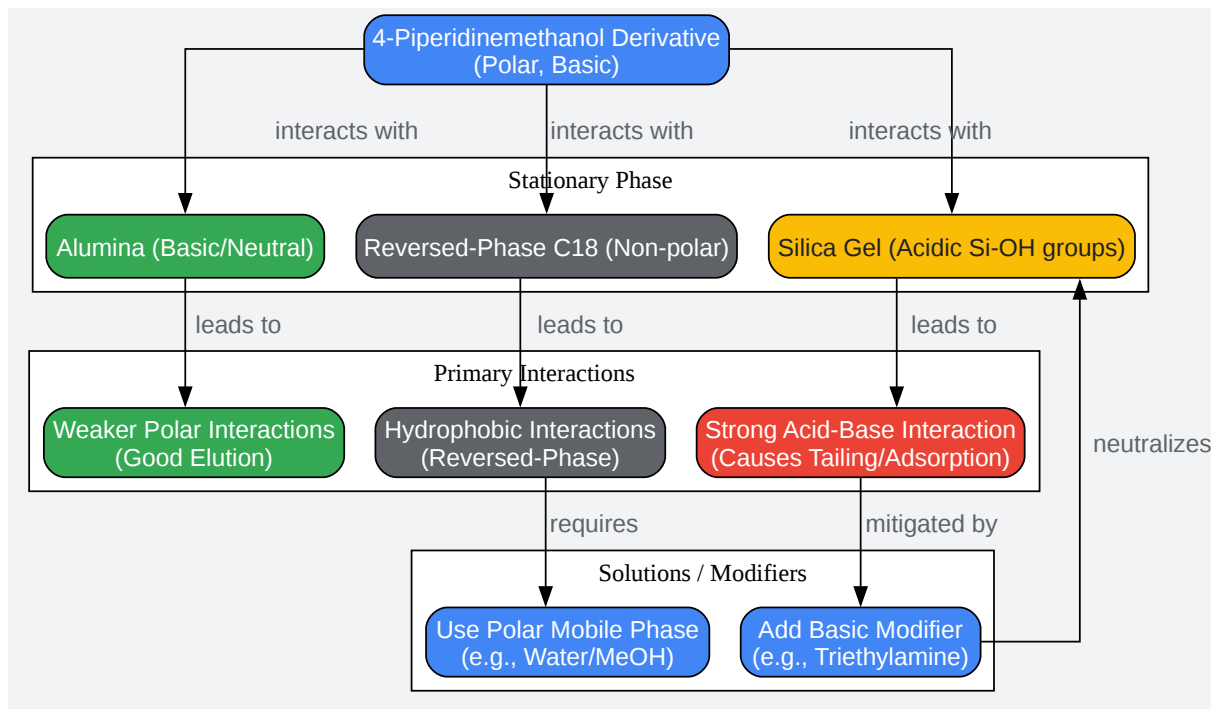 4-Piperidinemethanol Derivative
(Polar, Basic)
interacts with
interacts with
interacts with
Stationary Phase
Alumina (Basic/Neutral)
Reversed-Phase C18 (Non-polar)
Silica Gel (Acidic Si-OH groups)
leads to
leads to
leads to
Primary Interactions
Weaker Polar Interactions
(Good Elution)
Hydrophobic Interactions
(Reversed-Phase)
Strong Acid-Base Interaction
(Causes Tailing/Adsorption)
neutralizes
requires
mitigated by
Solutions / Modifiers
Use Polar Mobile Phase
(e.g., Water/MeOH)
Add Basic Modifier
(e.g., Triethylamine)